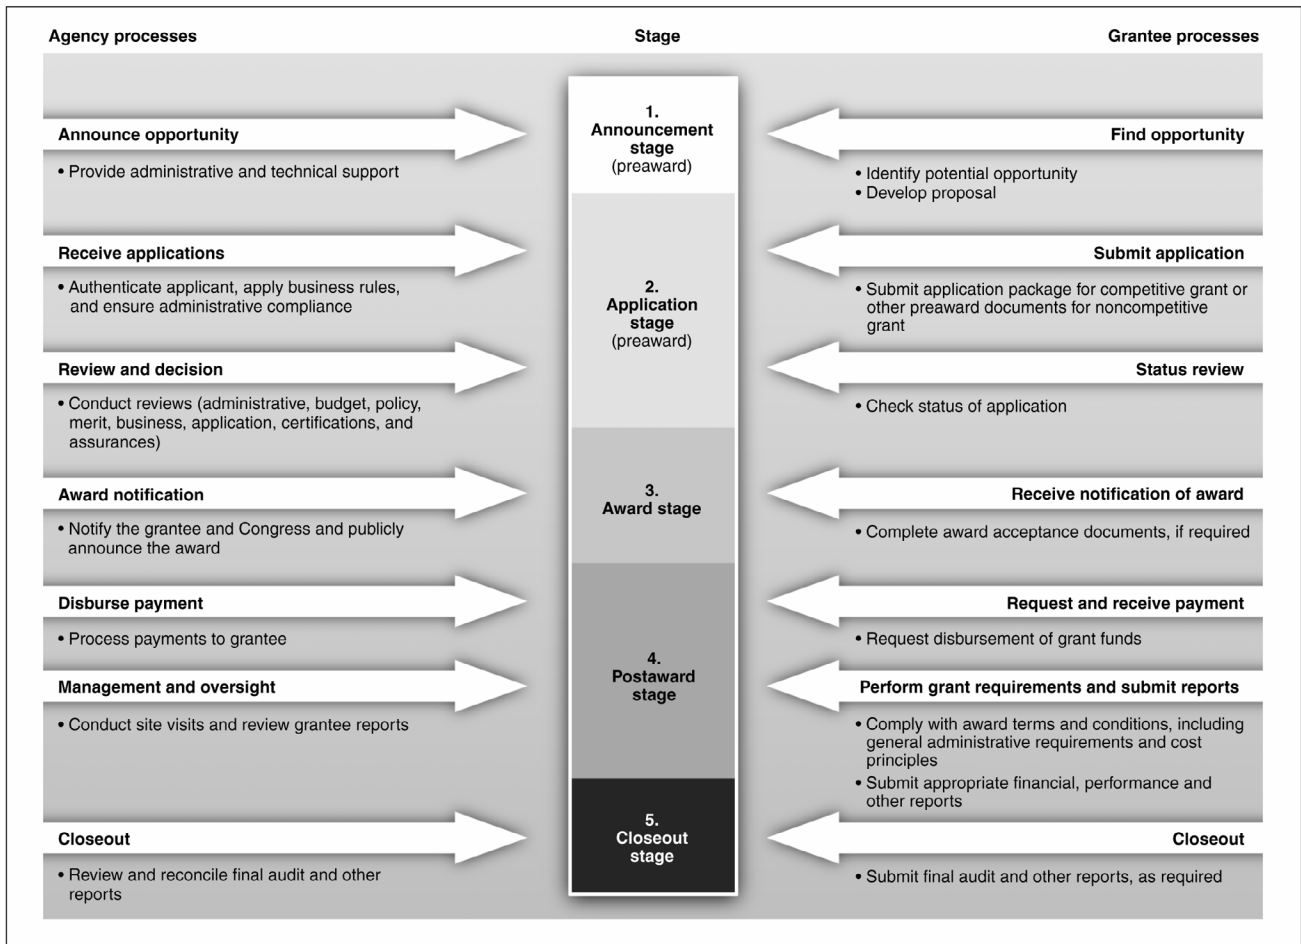 Agency processes
Stage
Grantee processes
1.
Announcement
stage
(preaward)
Announce opportunity
Find opportunity
• Provide administrative and technical support
• Identify potential opportunity
• Develop proposal
Receive applications
Submit application
• Authenticate applicant, apply business rules,
and ensure administrative compliance
2.
Application
stage
(preaward)
• Submit application package for competitive grant or
other preaward documents for noncompetitive
grant
Review and decision
Status review
• Conduct reviews (administrative, budget, policy,
merit, business, application, certifications, and
assurances)
• Check status of application
Award notification
3.
Award stage
Receive notification of award
• Notify the grantee and Congress and publicly
announce the award
• Complete award acceptance documents, if required
Disburse payment
Request and receive payment
• Process payments to grantee
• Request disbursement of grant funds
4.
Postaward
stage
Management and oversight
Perform grant requirements and submit reports
• Conduct site visits and review grantee reports
• Comply with award terms and conditions, including
general administrative requirements and cost
principles
• Submit appropriate financial, performance and
other reports
5.
Closeout
stage
Closeout
Closeout
• Review and reconcile final audit and other
reports
• Submit final audit and other reports, as required